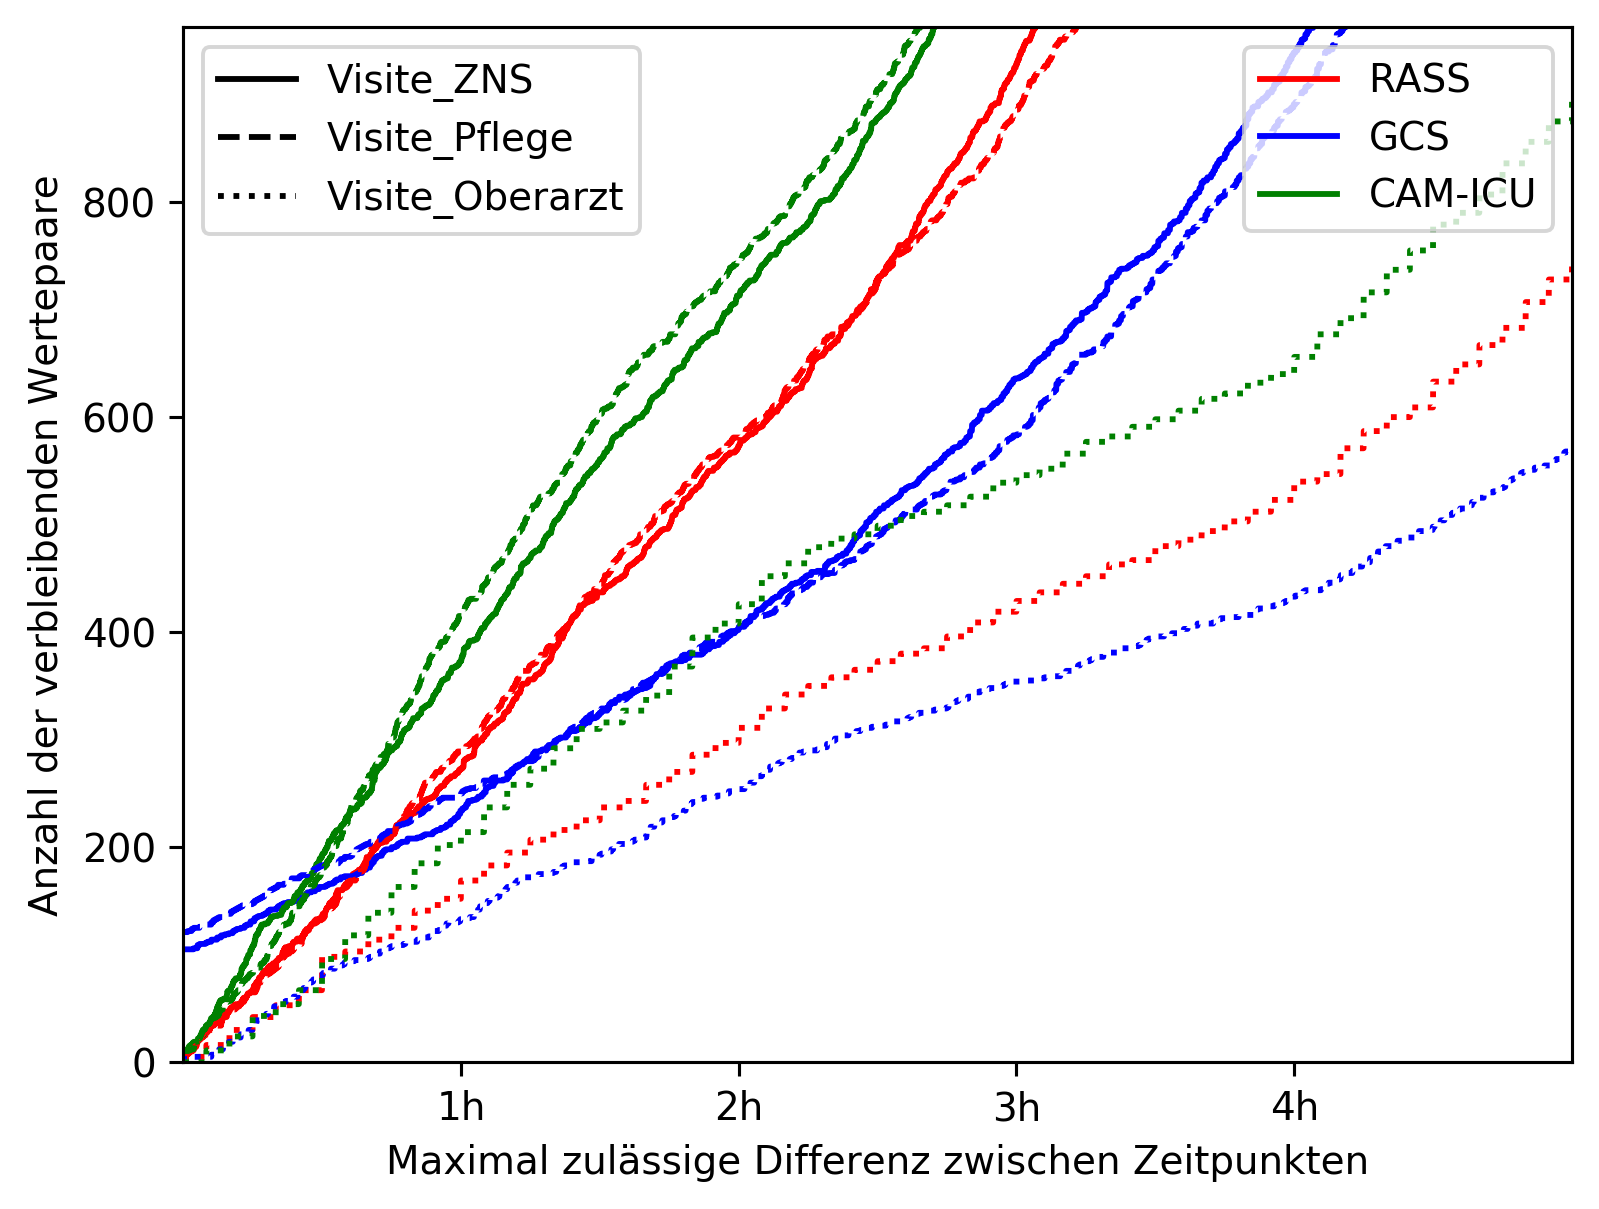 Visite_ZNS
Visite_Pflege
Visite_Oberarzt
RASS
GCS
CAM-ICU
Anzahl der verbleibenden Wertepaare
800
600
400
200
0
1h
2h
3h
4h
Maximal zulässige Differenz zwischen Zeitpunkten